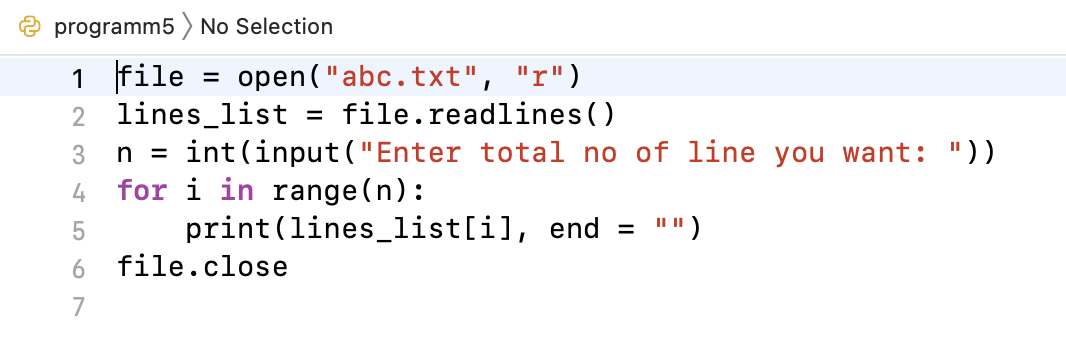 programm5 〉 No Selection
1 file = open("abc.txt", "r")
2 lines_list = file.readlines()
3 n = int(input("Enter total no of line you want: "))
4 for i in range(n):
5     print(lines_list[i], end = "")
6 file.close
7